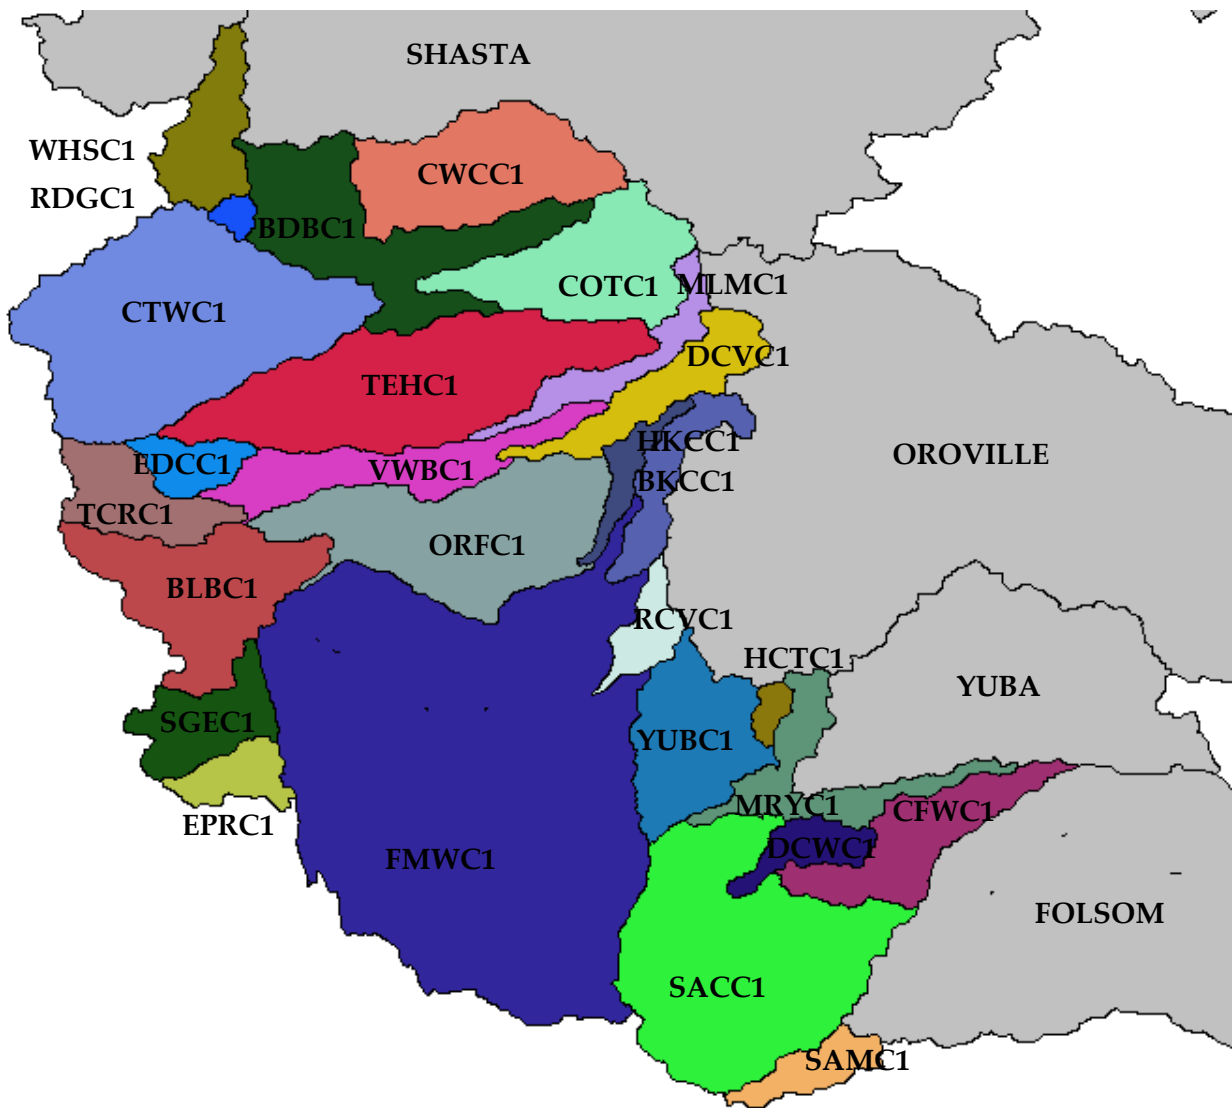 SHASTA
WHSC1
CWCC1
RDGC1
BDBC1
COTC1
MLMC1
CTWC1
DCVC1
TEHC1
HKCC1
OROVILLE
EDCC1
VWBC1
BKCC1
TCRC1
ORFC1
BLBC1
RCVC1
HCTC1
YUBA
SGEC1
YUBC1
MRYC1
CFWC1
EPRC1
DCWC1
FMWC1
FOLSOM
SACC1
SAMC1